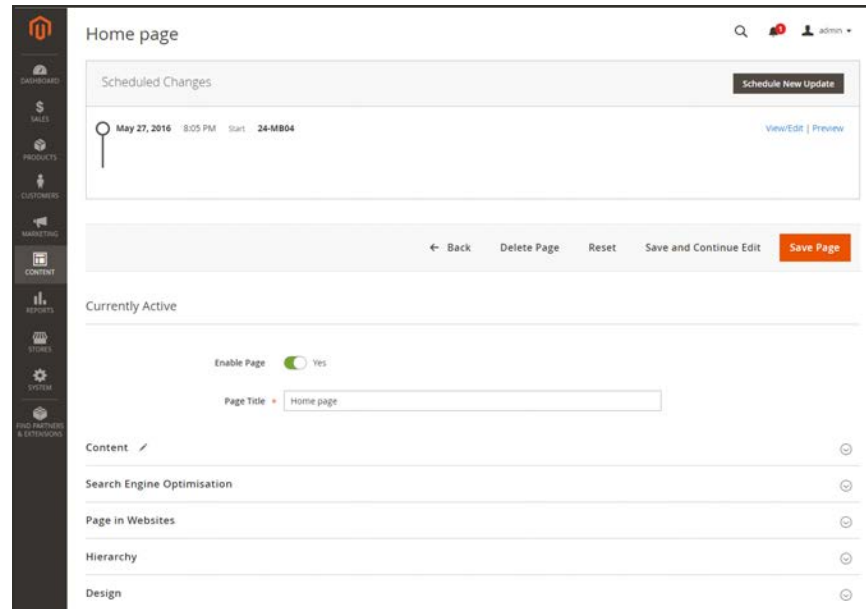 Home page
1
admin
DASHBOARD
SALES
PRODUCTS
CUSTOMERS
MARKETING
CONTENT
REPORTS
STORES
SYSTEM
FIND PARTNERS
& EXTENSIONS
Scheduled Changes
Schedule New Update
May 27, 2016 8:05 PM Start 24-MB04
View/Edit | Preview
← Back Delete Page Reset Save and Continue Edit Save Page
Currently Active
Enable Page Yes
Page Title * Home page
Content
Search Engine Optimisation
Page in Websites
Hierarchy
Design